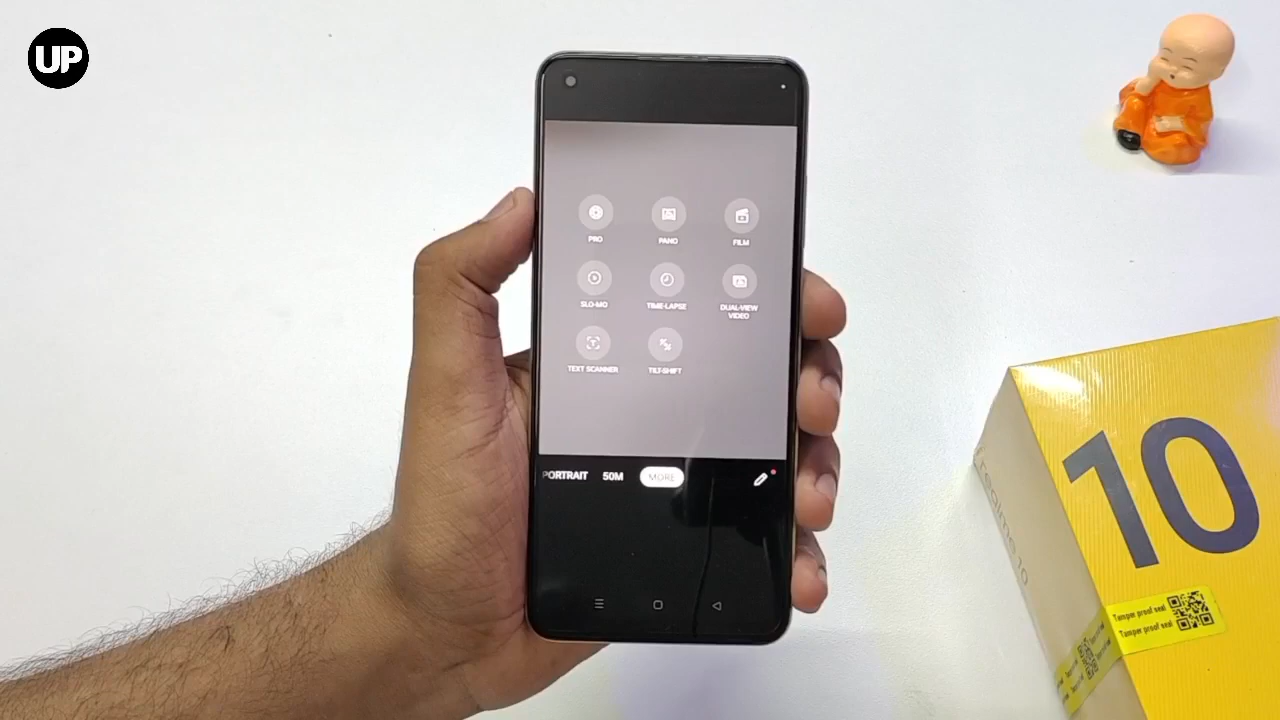 UP
PRO
PANO
FILM
SLO-MO
TIME-LAPSE
DUAL-VIEW
VIDEO
TEXT SCANNER
TILT-SHIFT
PORTRAIT
50M
MORE
10
realme 10
Tamper proof seal
Tamper proof seal